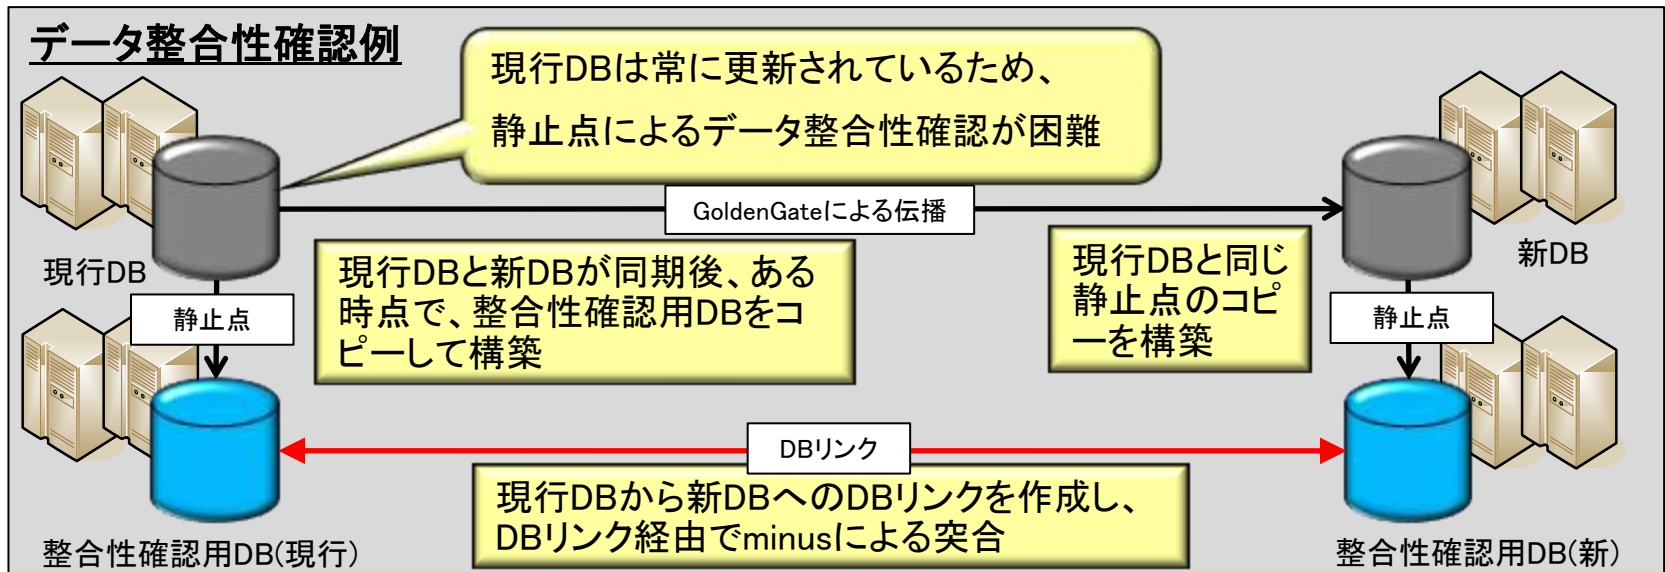 データ整合性確認例
現行DBは常に更新されているため、
静止点によるデータ整合性確認が困難
GoldenGateによる伝播
現行DB
新DB
現行DBと新DBが同期後、ある
時点で、整合性確認用DBをコ
ピーして構築
現行DBと同じ
静止点のコピ
ーを構築
静止点
静止点
DBリンク
現行DBから新DBへのDBリンクを作成し、
DBリンク経由でminusによる突合
整合性確認用DB(現行)
整合性確認用DB(新)